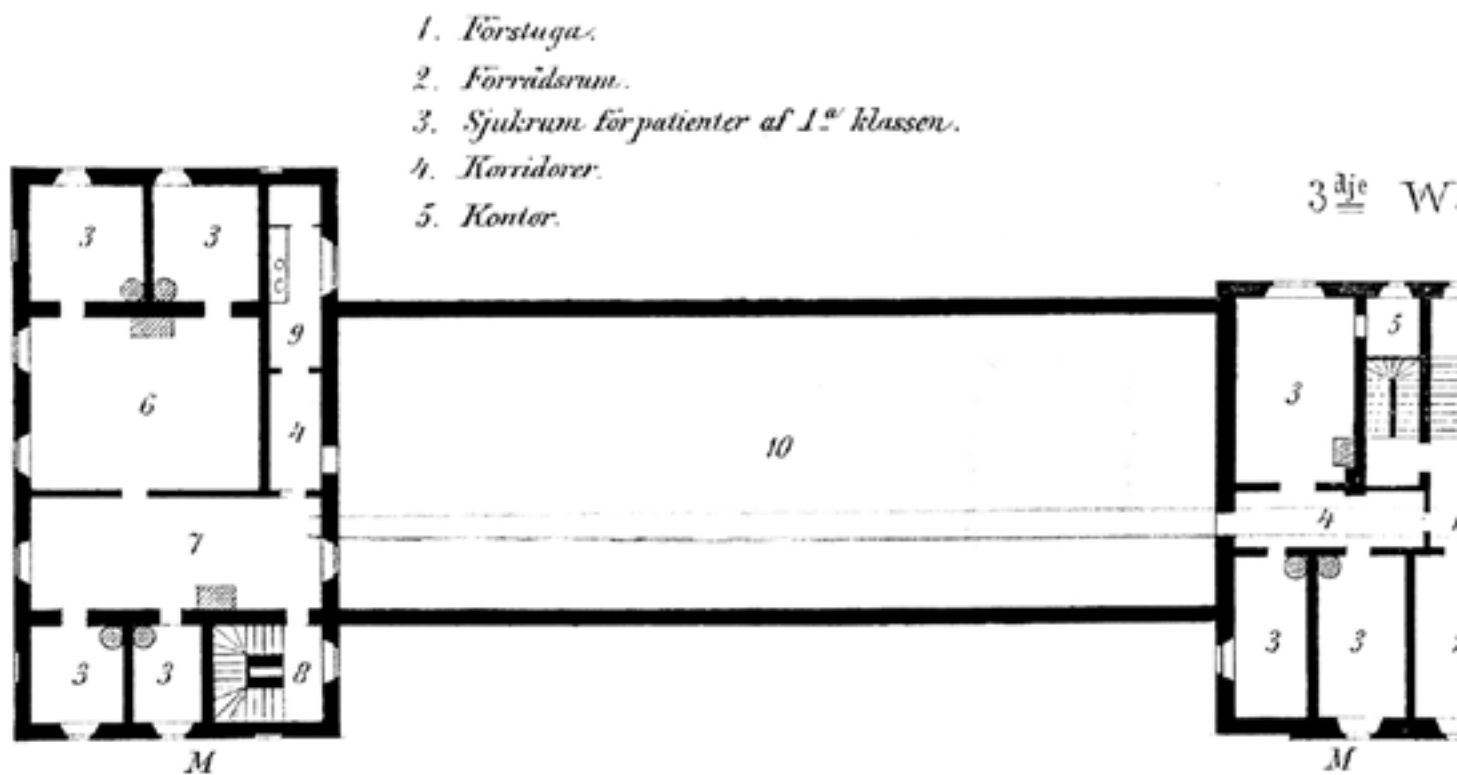 1. Förstuga.
2. Förrådsrum.
3. Sjukrum för patienter af 1.ª klassen.
4. Korridorer.
5. Kontor.
3dje
3
3
9
6
4
10
7
3
3
8
M
5
3
4
3
3
M